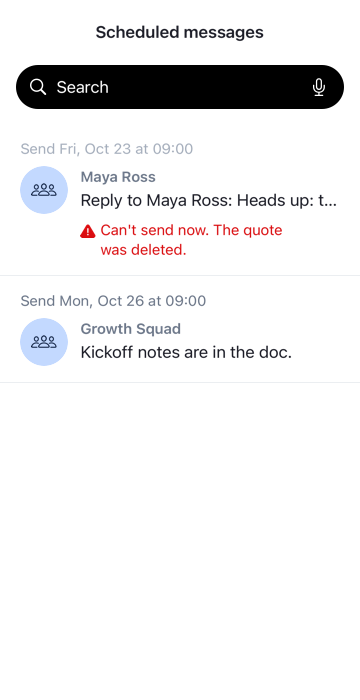 Scheduled messages
Search
Send Fri, Oct 23 at 09:00
Maya Ross
Reply to Maya Ross: Heads up: t...
Can't send now. The quote
was deleted.
Send Mon, Oct 26 at 09:00
Growth Squad
Kickoff notes are in the doc.